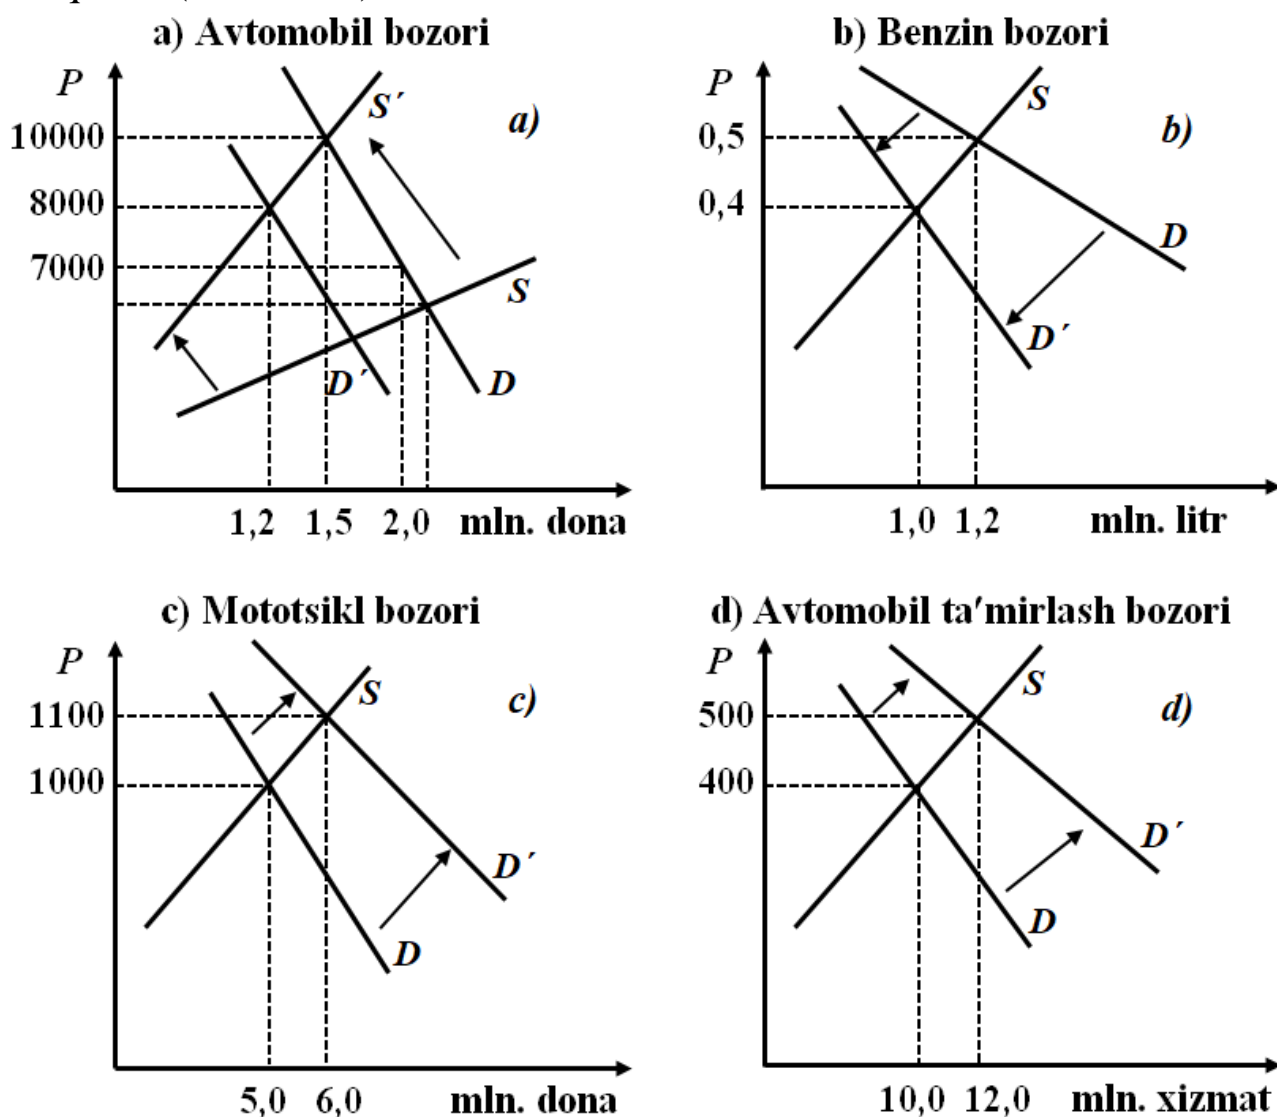 a) Avtomobil bozori
P
S´
a)
10000
8000
7000
S
D´
D
1,2 1,5 2,0 mln. dona
b) Benzin bozori
P
S
b)
0,5
0,4
D
D´
1,0 1,2 mln. litr
c) Mototsikl bozori
P
S
c)
1100
1000
D´
D
5,0 6,0 mln. dona
d) Avtomobil ta′mirlash bozori
P
S
d)
500
400
D´
D
10,0 12,0 mln. xizmat